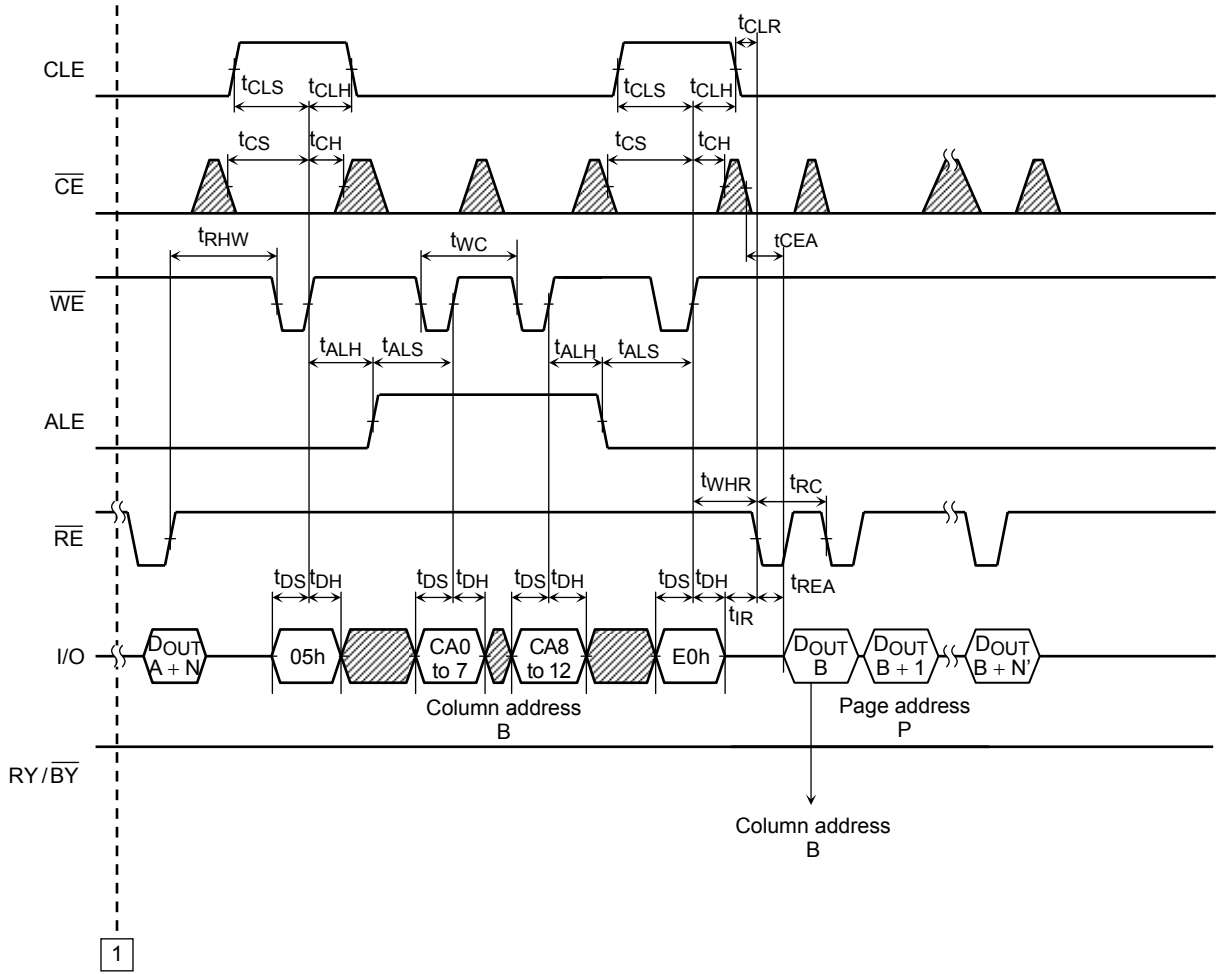 tCLR
CLE
tCLS tCLH tCLS tCLH
tCS tCH tCS tCH
CE
tRHW tWC tCEA
WE
tALH tALS tALH tALS
ALE
tWHR tRC
RE
tDS tDH tDS tDH tDS tDH tDS tDH tIR tREA
I/O
DOUT
A + N
05h
CA0
to 7
CA8
to 12
E0h
DOUT
B
DOUT
B + 1
DOUT
B + N’
Column address
B
Page address
P
RY/BY
Column address
B
1